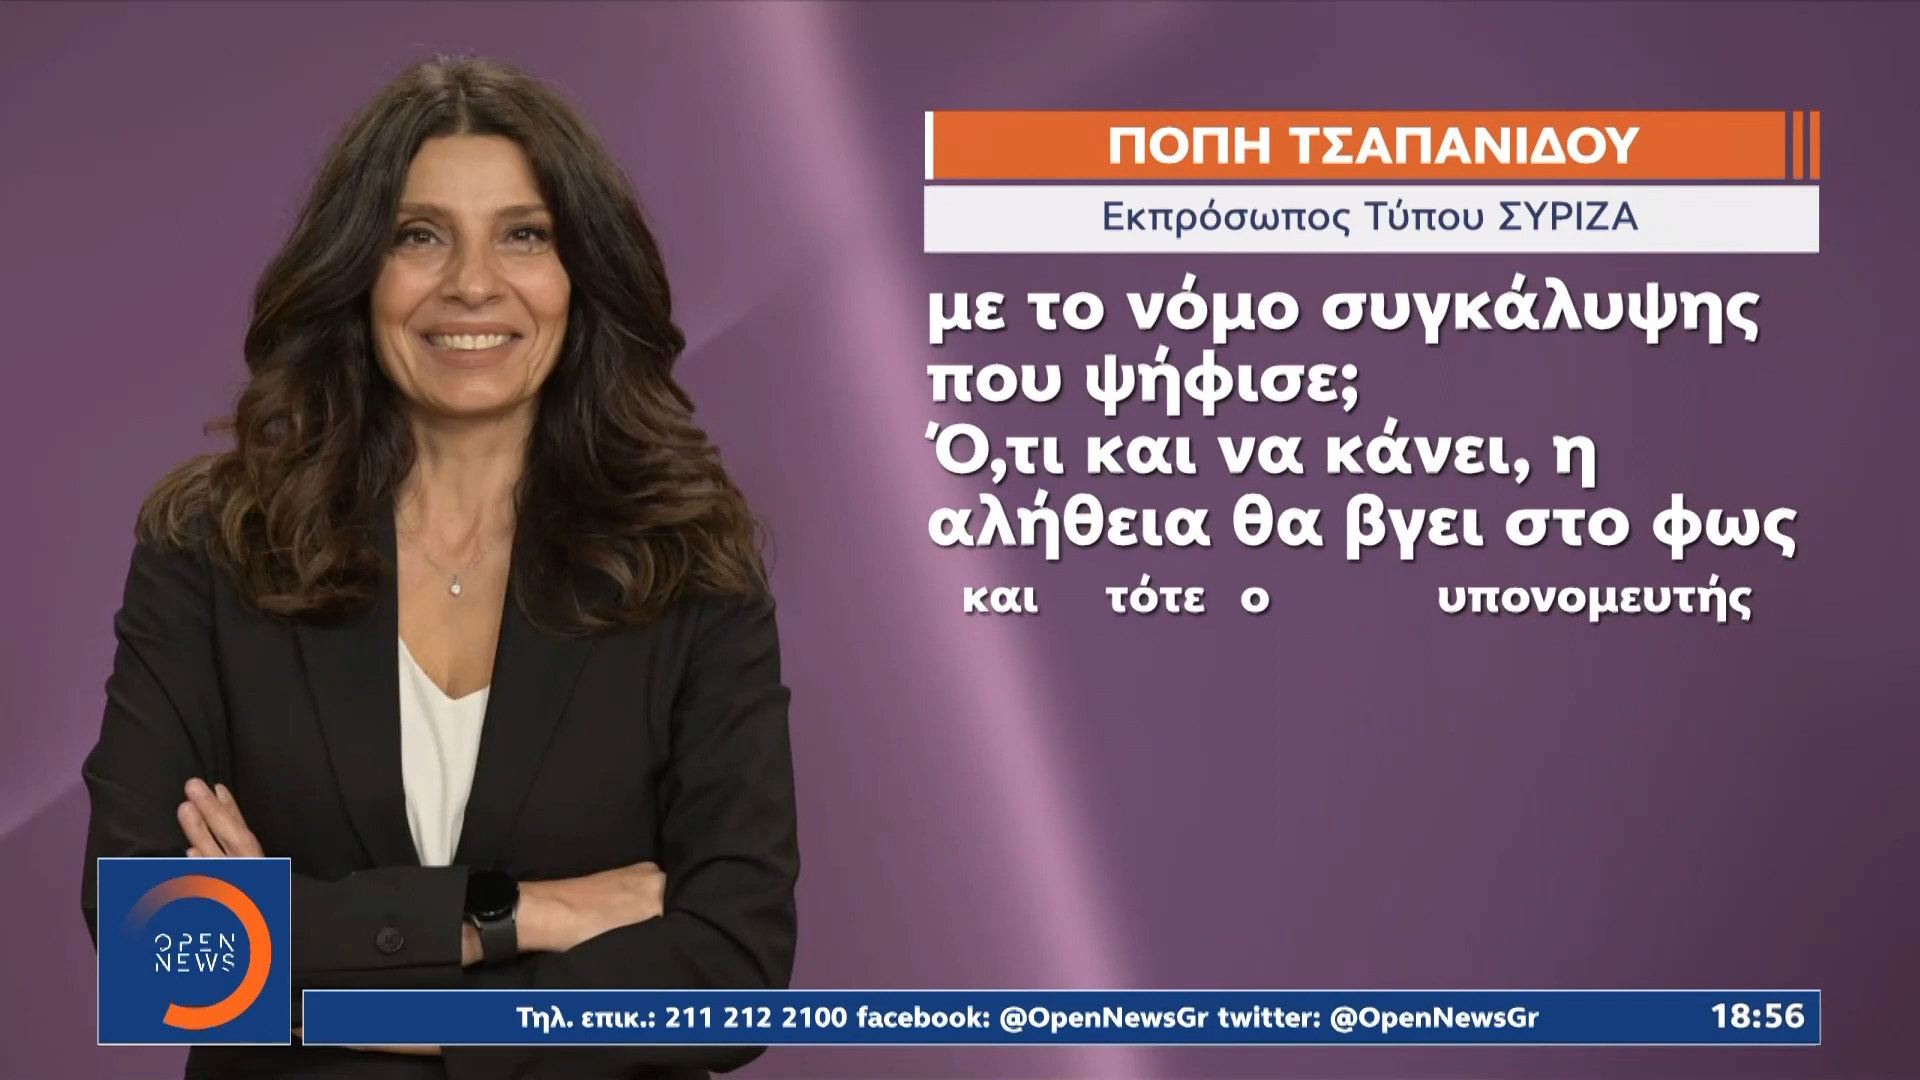 ΠΟΠΗ ΤΣΑΠΑΝΙΔΟΥ
Εκπρόσωπος Τύπου ΣΥΡΙΖΑ
με το νόμο συγκάλυψης
που ψήφισε;
Ό,τι και να κάνει, η
αλήθεια θα βγει στο φως
και τότε ο υπονομευτής
OPEN
NEWS
Τηλ. επικ.: 211 212 2100 facebook: @OpenNewsGr twitter: @OpenNewsGr
18:56